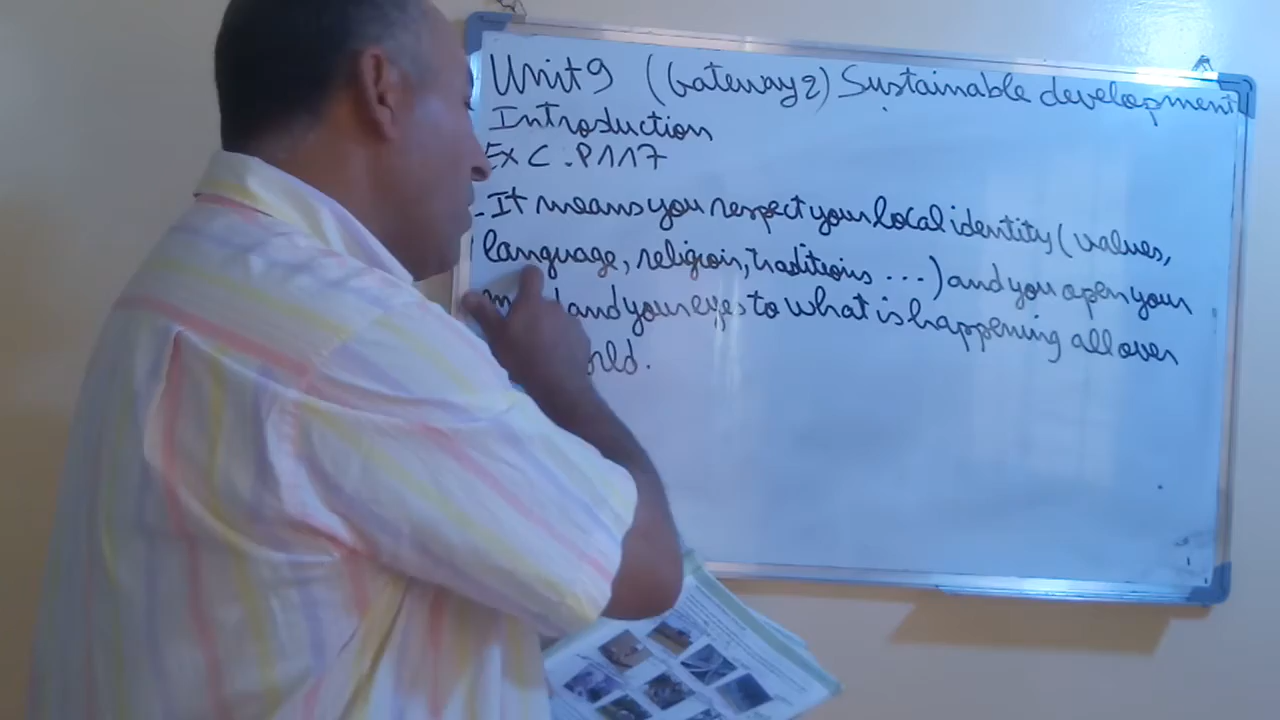 Unit 9 (Gateway 2) Sustainable development
Introduction
Ex C . P117
- It means you respect your local identity ( values,
language, religion, traditions ...) and you open your
and your eyes to what is happening all over